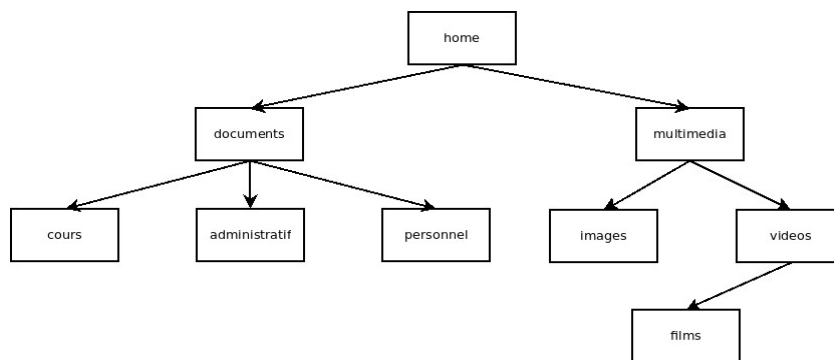 home
documents
multimedia
cours
administratif
personnel
images
videos
films